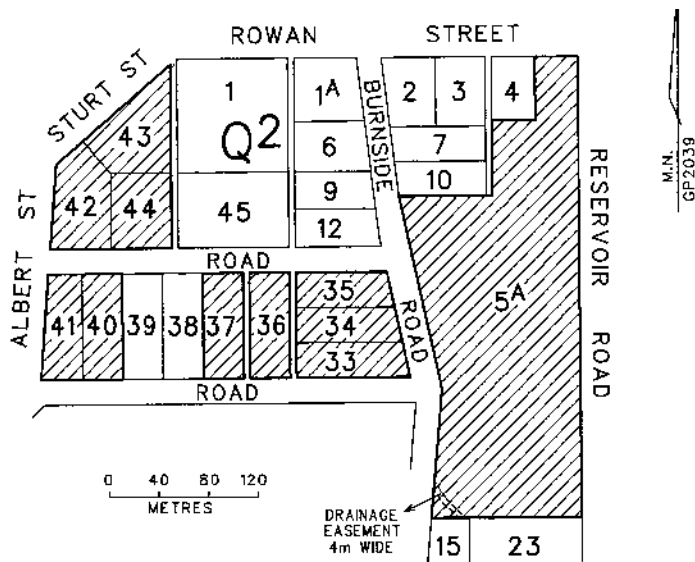 ROWAN STREET
STURT ST
BURNSIDE
1
1A
2
3
4
43
Q2
6
7
M.N.
GP2039
RESERVOIR
42
44
45
9
10
12
ALBERT ST
ROAD
5A
35
41
40
39
38
37
36
34
ROAD
ROAD
33
ROAD
0 40 80 120
METRES
DRAINAGE
EASEMENT
4m WIDE
15
23